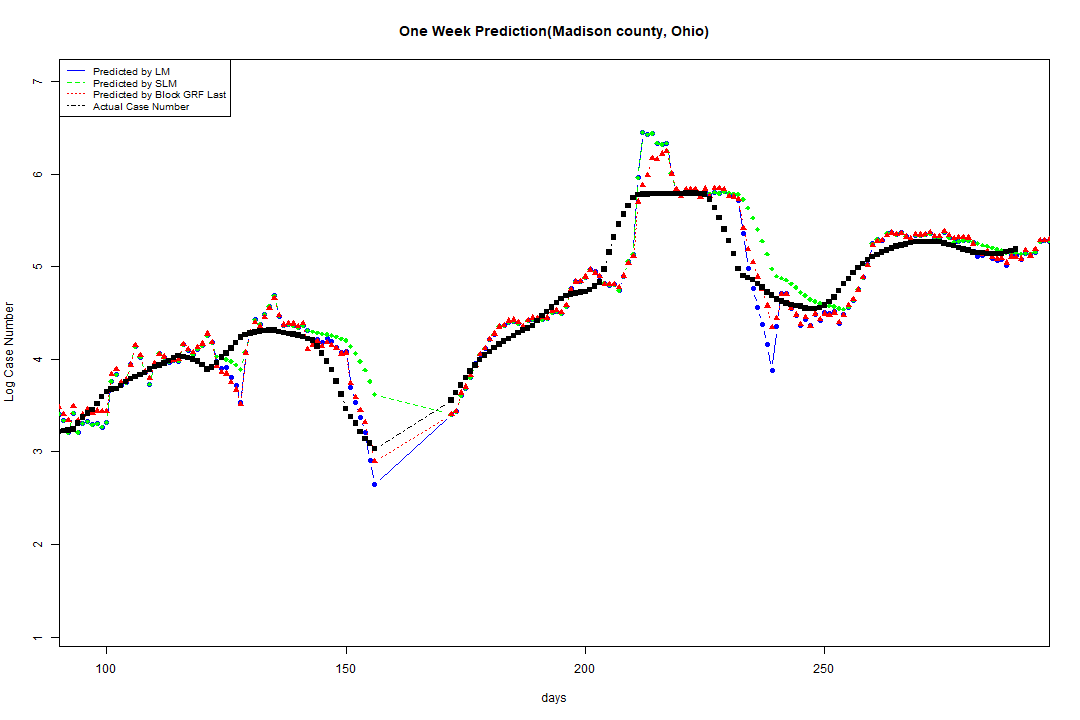 One Week Prediction(Madison county, Ohio)
Predicted by LM
Predicted by SLM
Predicted by Block GRF Last
Actual Case Number
7
6
5
4
3
2
1
Log Case Number
100 150 200 250
days